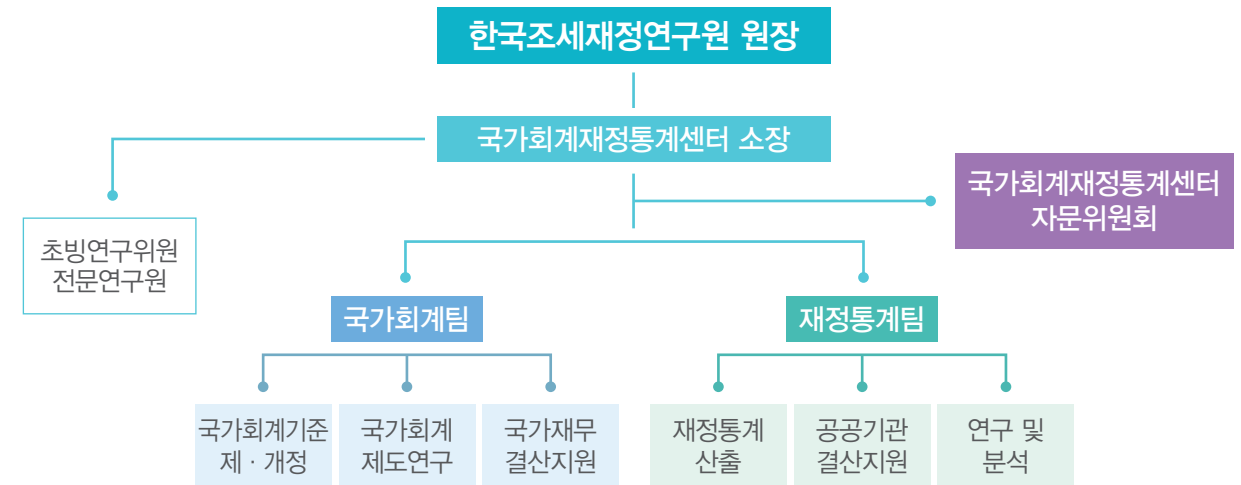 한국조세재정연구원 원장
국가회계재정통계센터 소장
국가회계재정통계센터
자문위원회
초빙연구위원
전문연구원
국가회계팀
재정통계팀
국가회계기준
제 · 개정
국가회계
제도연구
국가재무
결산지원
재정통계
산출
공공기관
결산지원
연구 및
분석